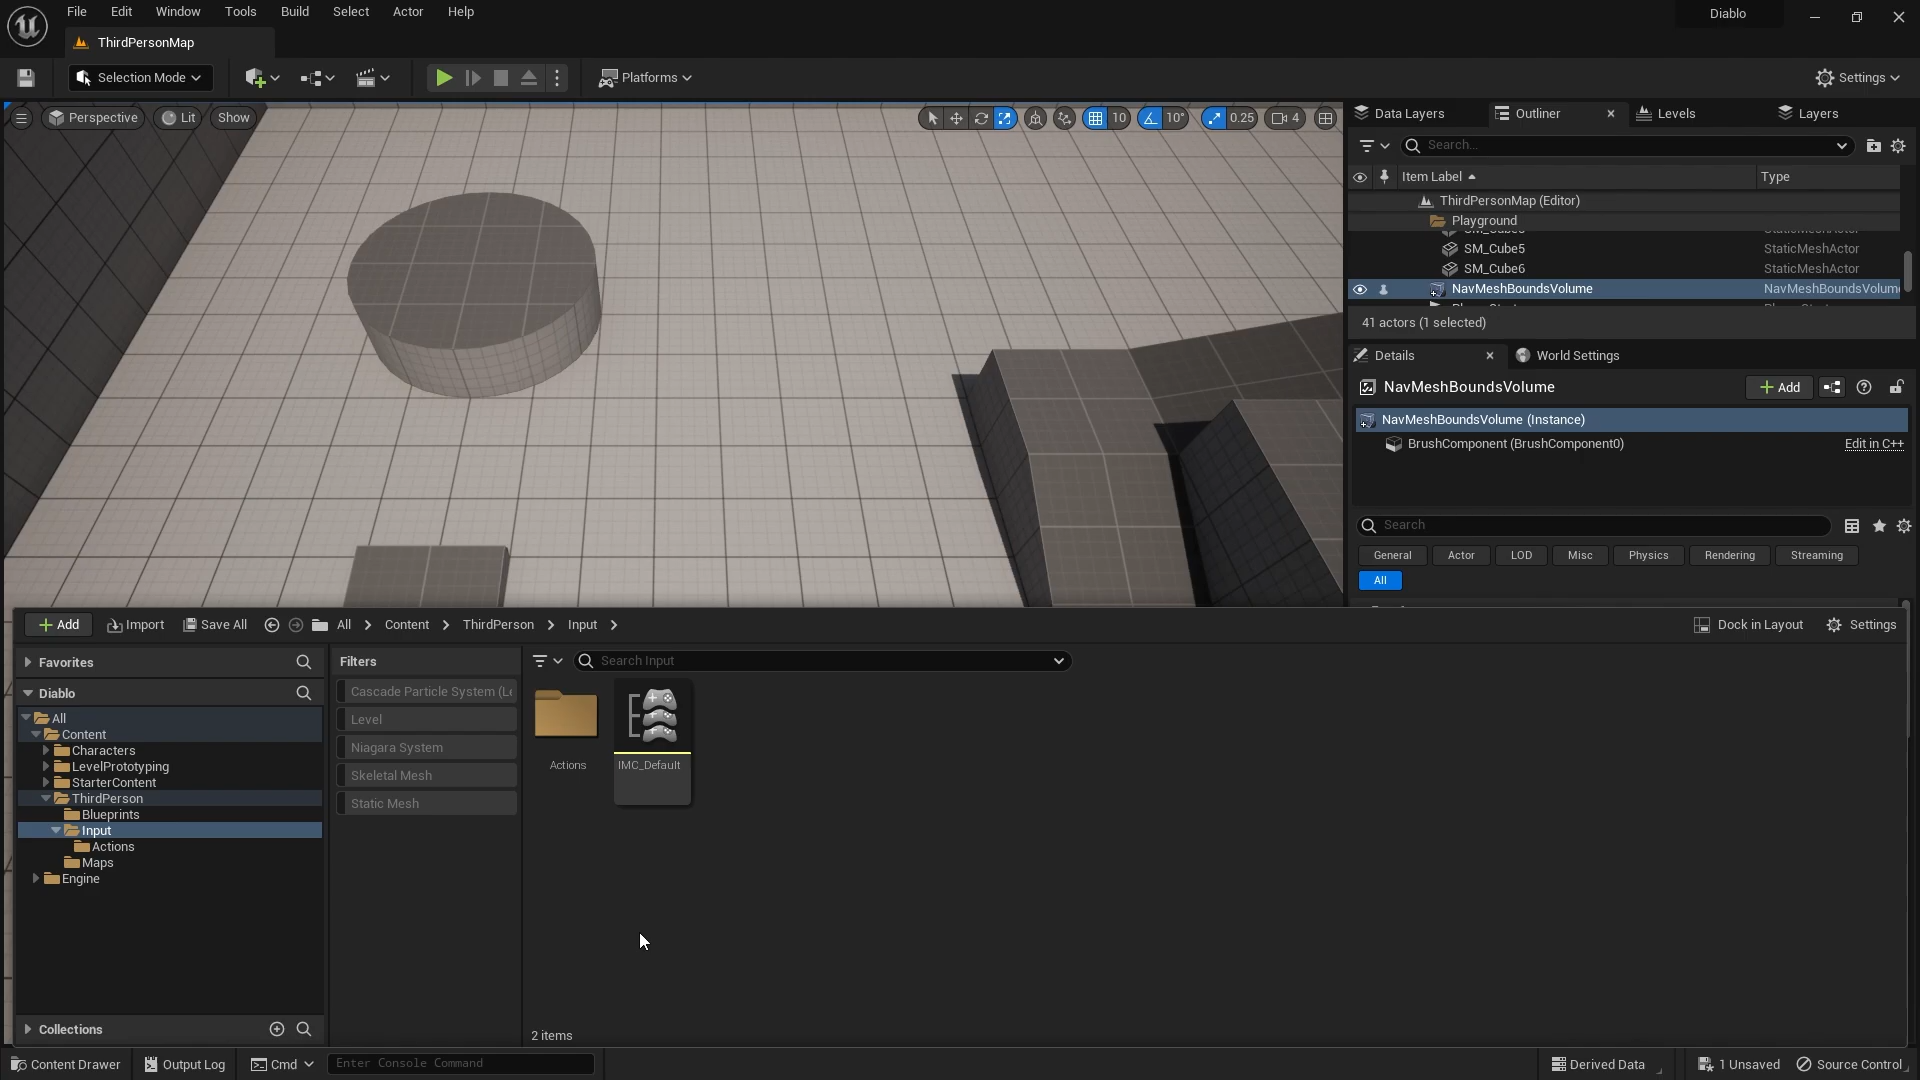 File Edit Window Tools Build Select Actor Help
Diablo
ThirdPersonMap
Selection Mode
Platforms
Settings
Perspective Lit Show
10 10° 0.25 4
Data Layers Outliner Levels Layers
Search...
Item Label Type
ThirdPersonMap (Editor)
Playground
SM_Cube5 StaticMeshActor
SM_Cube6 StaticMeshActor
NavMeshBoundsVolume NavMeshBoundsVolume
41 actors (1 selected)
Details World Settings
NavMeshBoundsVolume
Add
NavMeshBoundsVolume (Instance)
BrushComponent (BrushComponent0) Edit in C++
Search
General Actor LOD Misc Physics Rendering Streaming
All
Add Import Save All All Content ThirdPerson Input
Dock in Layout Settings
Favorites
Diablo
All
Content
Characters
LevelPrototyping
StarterContent
ThirdPerson
Blueprints
Input
Actions
Maps
Engine
Collections
Filters
Cascade Particle System (Le
Level
Niagara System
Skeletal Mesh
Static Mesh
Search Input
Actions
IMC_Default
2 items
Content Drawer Output Log Cmd Enter Console Command
Derived Data 1 Unsaved Source Control